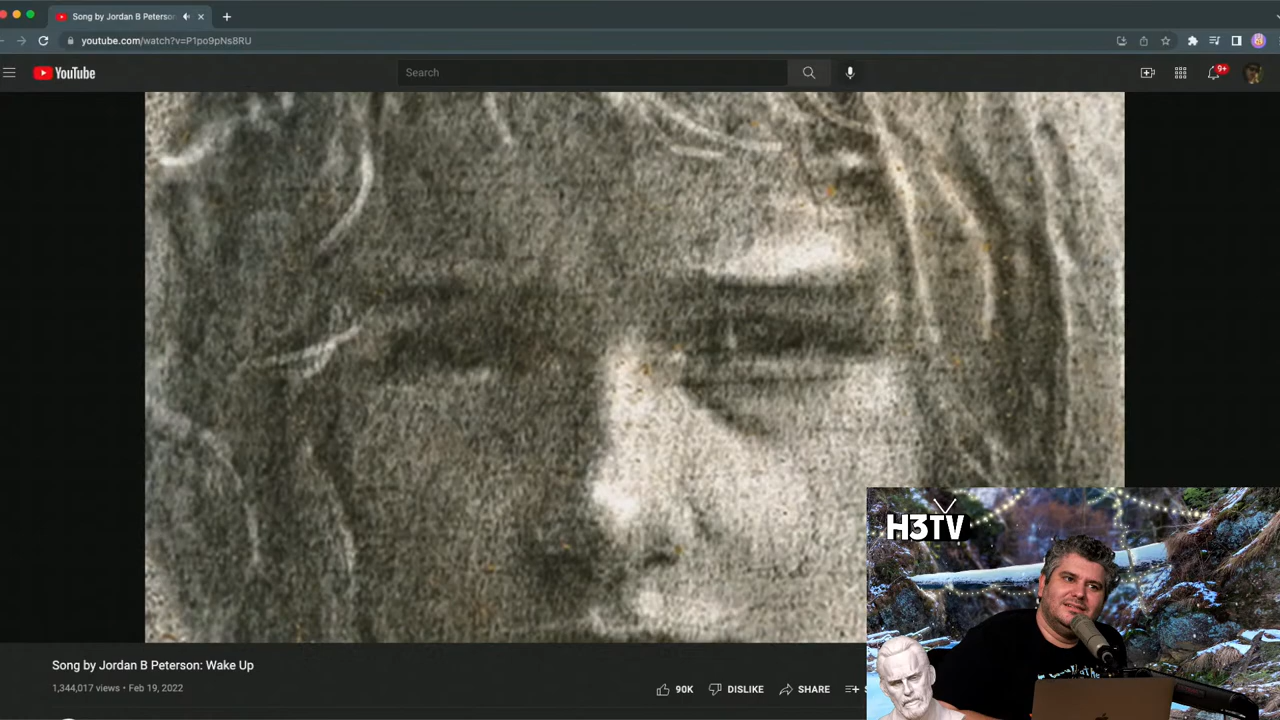 Song by Jordan B Peterson
youtube.com/watch?v=P1po9pNs8RU
YouTube
Search
9+
H3TV
Song by Jordan B Peterson: Wake Up
1,344,017 views • Feb 19, 2022
90K
DISLIKE
SHARE